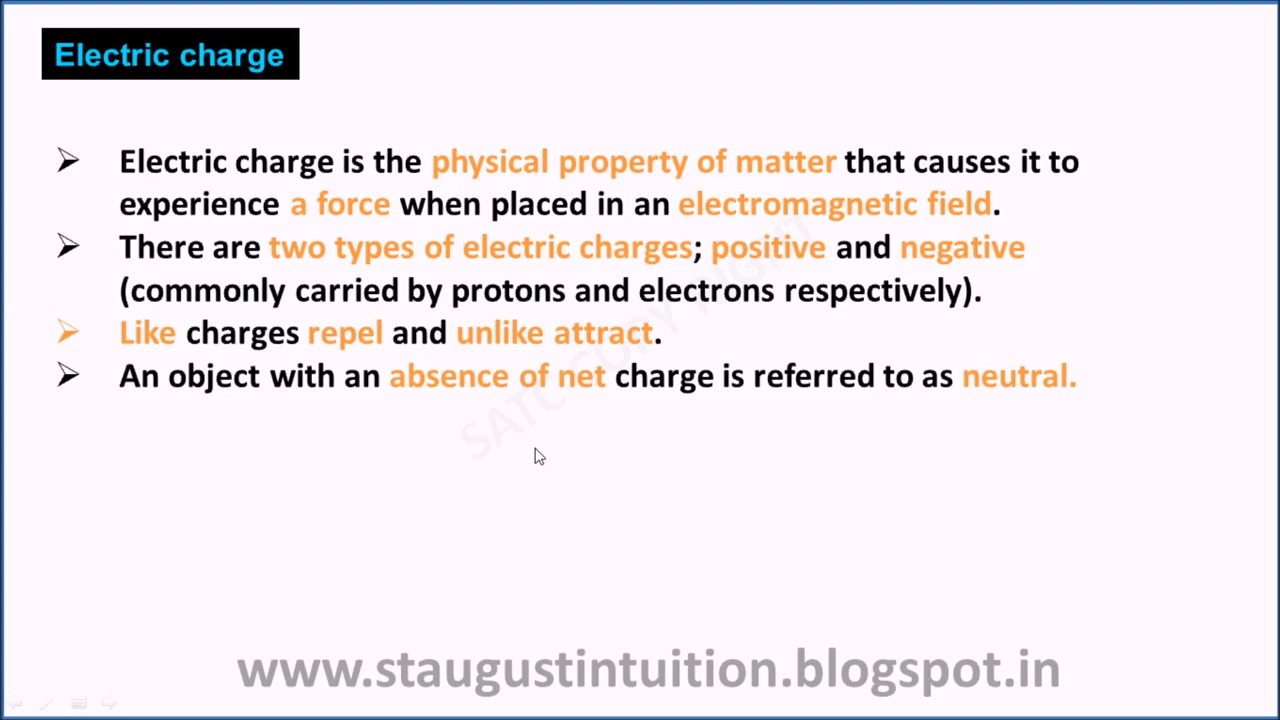 Electric charge
➢ Electric charge is the physical property of matter that causes it to
experience a force when placed in an electromagnetic field.
➢ There are two types of electric charges; positive and negative
(commonly carried by protons and electrons respectively).
➢ Like charges repel and unlike attract.
➢ An object with an absence of net charge is referred to as neutral.
SATC COPY NGMT
www.staugustintuition.blogspot.in